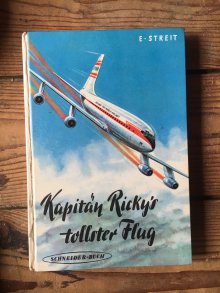 E·STREIT
Kapitän Ricky's
tollster Flug
SCHNEIDER-BUCH